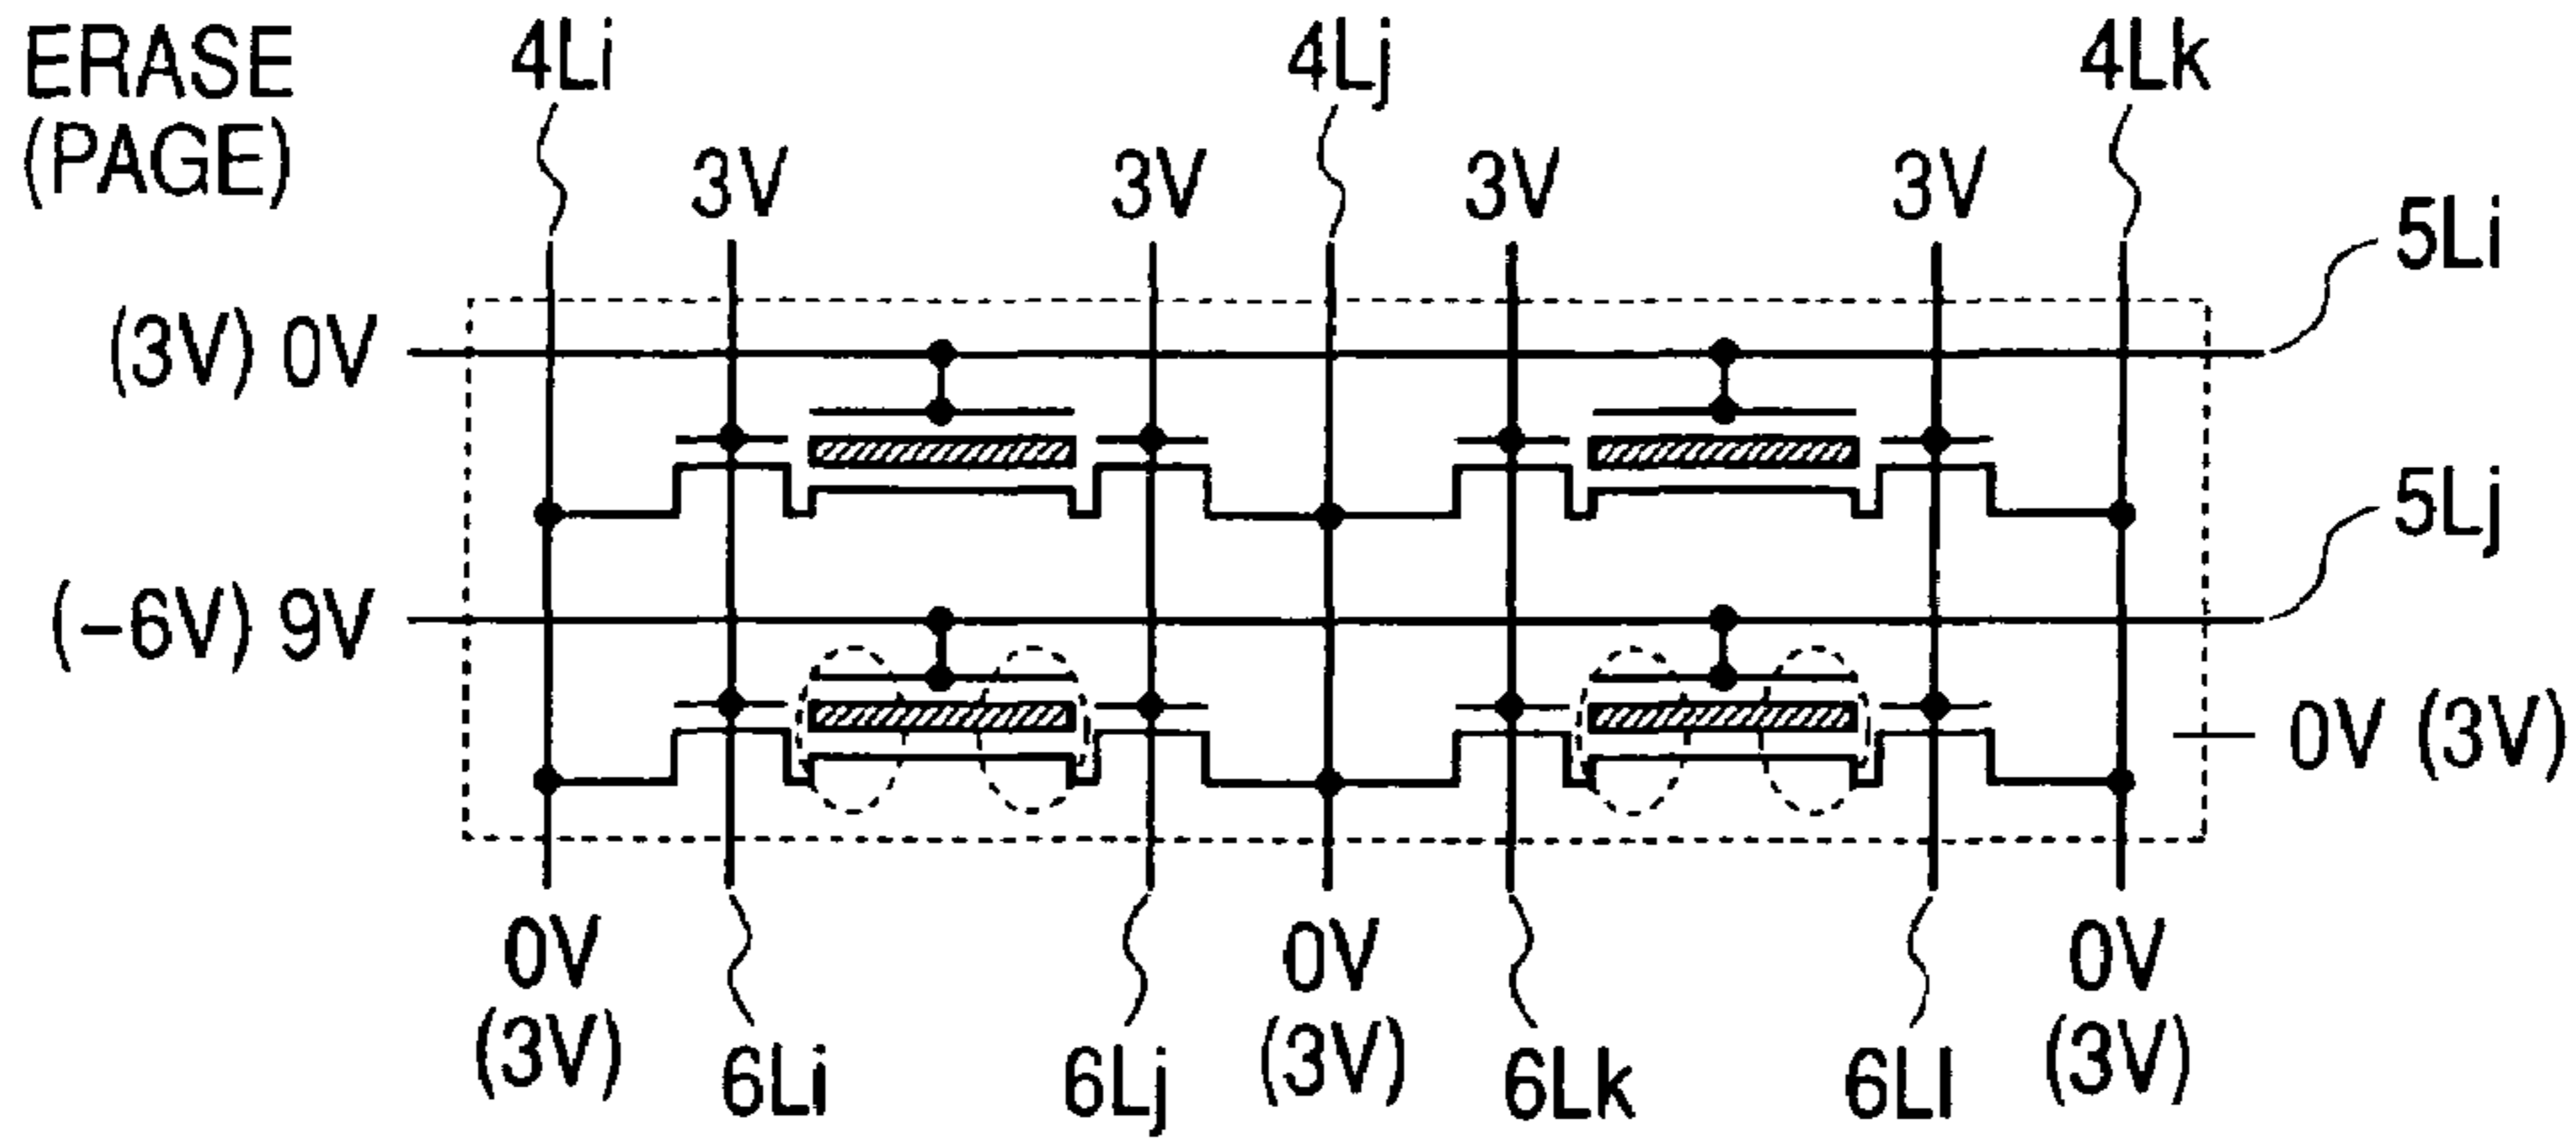 ERASE
(PAGE)
4Li 4Lj 4Lk
3V 3V 3V 3V
5Li
(3V) 0V
5Lj
(−6V) 9V
0V (3V)
0V 0V 0V
(3V) (3V) (3V)
6Li 6Lj 6Lk 6Ll